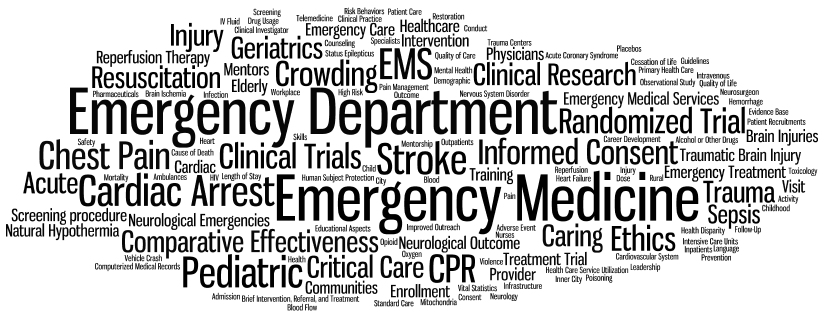 Screening
Risk Behaviors
Patient Care
IV Fluid
Drug Usage
Telemedicine
Clinical Practice
Restoration
Injury
Clinical Investigator
Emergency Care
Healthcare
Conduct
Geriatrics
Counseling
Specialists
Intervention
Trauma Centers
Reperfusion Therapy
Status Epilepticus
EMS
Quality of Care
Physicians
Acute Coronary Syndrome
Placebos
Resuscitation
Mentors
Crowding
Mental Health
Clinical Research
Cessation of Life
Guidelines
Primary Health Care
Elderly
Demographic
Observational Study
Intravenous
Quality of Life
Pharmaceuticals
Brain Ischemia
Infection
Workplace
High Risk
Pain Management
Outcome
Nervous System Disorder
Emergency Medical Services
Neurosurgeon
Hemorrhage
Emergency Department
Randomized Trial
Evidence Base
Patient Recruitments
Safety
Heart
Skills
Mentorship
Outpatients
Career Development
Alcohol or Other Drugs
Brain Injuries
Chest Pain
Cause of Death
Clinical Trials
Stroke
Informed Consent
Traumatic Brain Injury
Cardiac
Child
Mortality
Ambulances
HIV
Length of Stay
Human Subject Protection
City
Blood
Training
Reperfusion
Heart Failure
Injury
Dose
Rural
Emergency Treatment
Toxicology
Acute
Cardiac Arrest
Emergency Medicine
Pain
Trauma
Visit
Activity
Screening procedure
Neurological Emergencies
Sepsis
Childhood
Natural Hypothermia
Educational Aspects
Improved Outreach
Adverse Event
Nurses
Health Disparity
Follow-Up
Comparative Effectiveness
Opioid
Neurological Outcome
Caring
Ethics
Intensive Care Units
Inpatients
Language
Prevention
Vehicle Crash
Computerized Medical Records
Pediatric
Health
Critical Care
Oxygen
CPR
Violence
Treatment Trial
Cardiovascular System
Leadership
Provider
Health Care Service Utilization
Inner City
Poisoning
Communities
Enrollment
Vital Statistics
Infrastructure
Admission
Brief Intervention, Referral, and Treatment
Consent
Neurology
Blood Flow
Standard Care
Mitochondria